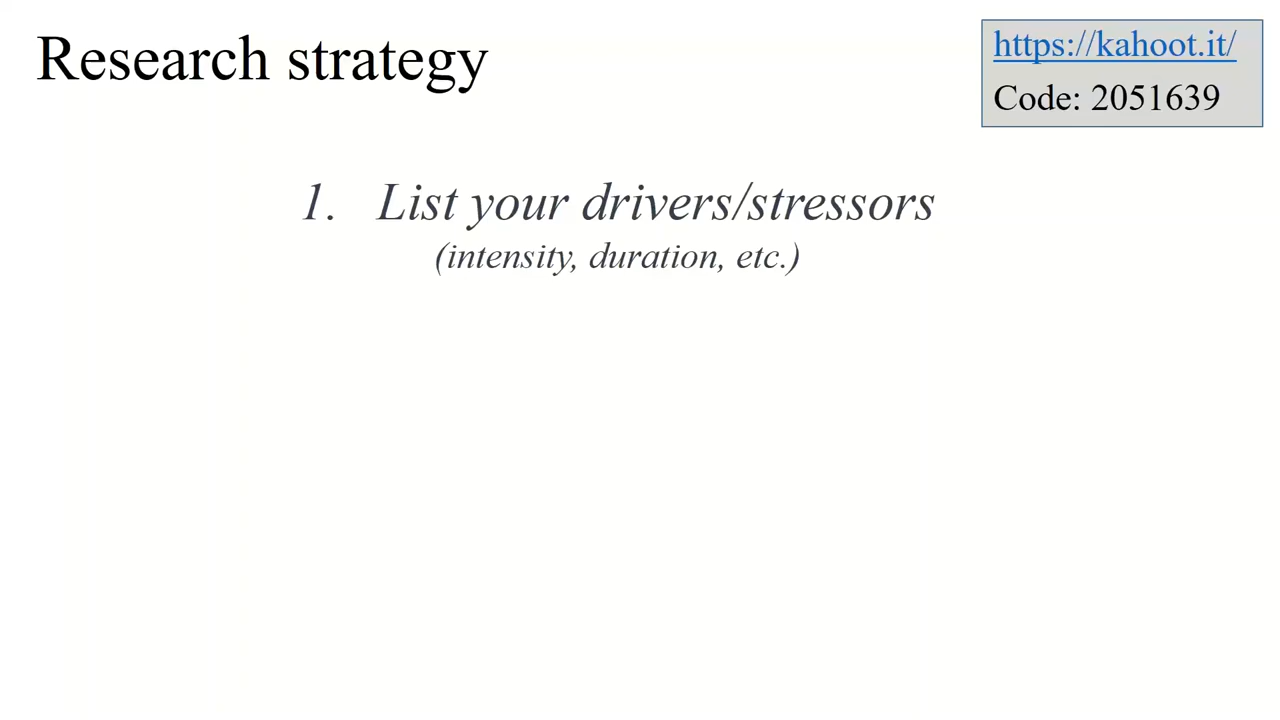 Research strategy
https://kahoot.it/
Code: 2051639
1. List your drivers/stressors
(intensity, duration, etc.)